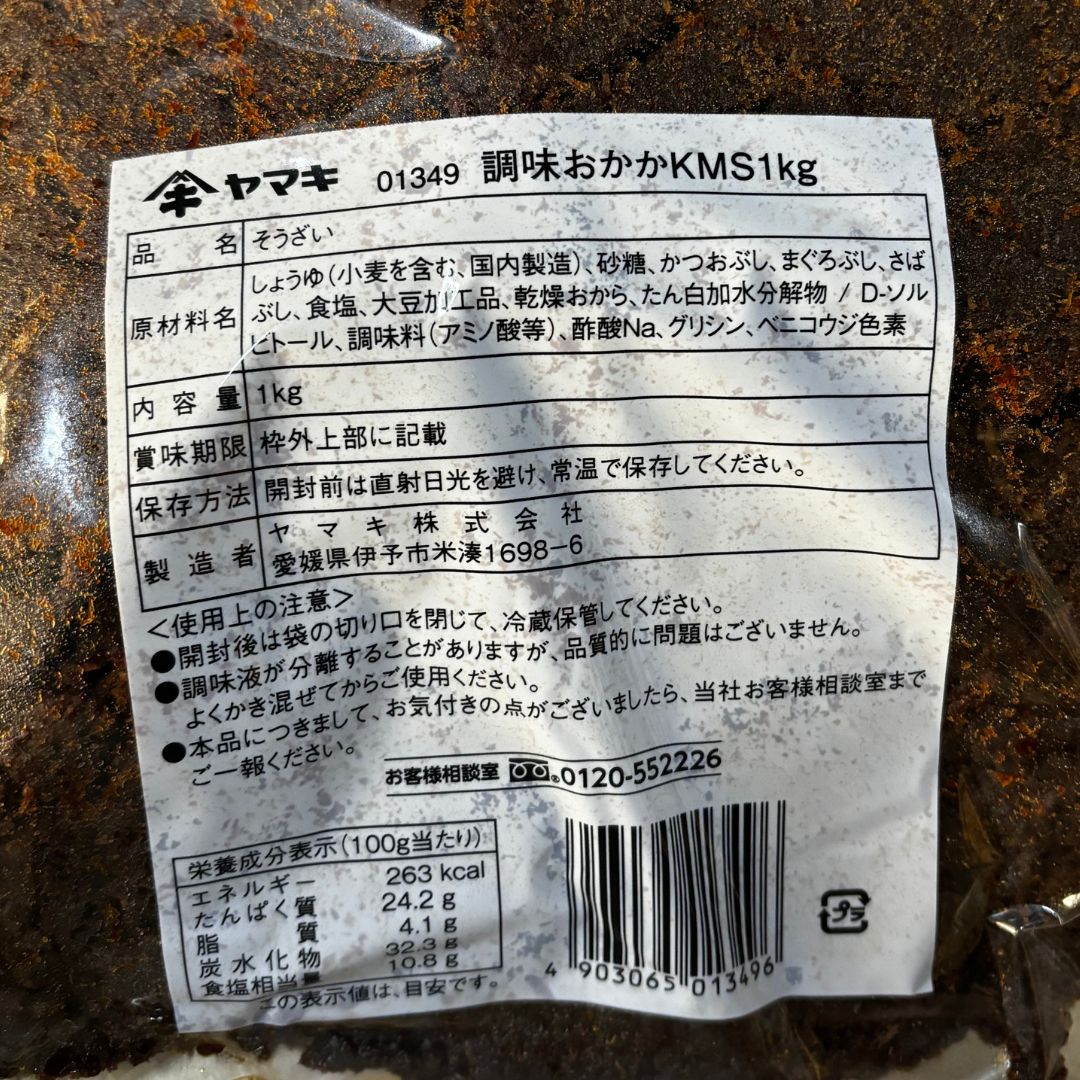 ヤマキ 01349 調味おかかKMS1kg
品名 そうざい
原材料名 しょうゆ(小麦を含む、国内製造)、砂糖、かつおぶし、まぐろぶし、さば
ぶし、食塩、大豆加工品、乾燥おから、たん白加水分解物 / D-ソル
ビトール、調味料(アミノ酸等)、酢酸Na、グリシン、ベニコウジ色素
内容量 1kg
賞味期限 枠外上部に記載
保存方法 開封前は直射日光を避け、常温で保存してください。
製造者 ヤマキ株式会社
愛媛県伊予市米湊1698-6
<使用上の注意>
●開封後は袋の切り口を閉じて、冷蔵保管してください。
●調味液が分離することがありますが、品質的に問題はございません。
よくかき混ぜてからご使用ください。
●本品につきまして、お気付きの点がございましたら、当社お客様相談室まで
ご一報ください。
お客様相談室 0120-552226
栄養成分表示(100g当たり)
エネルギー 263 kcal
たんぱく質 24.2 g
脂質 4.1 g
炭水化物 32.3 g
食塩相当量 10.8 g
この表示値は、目安です。
4 903065 013496
プラ